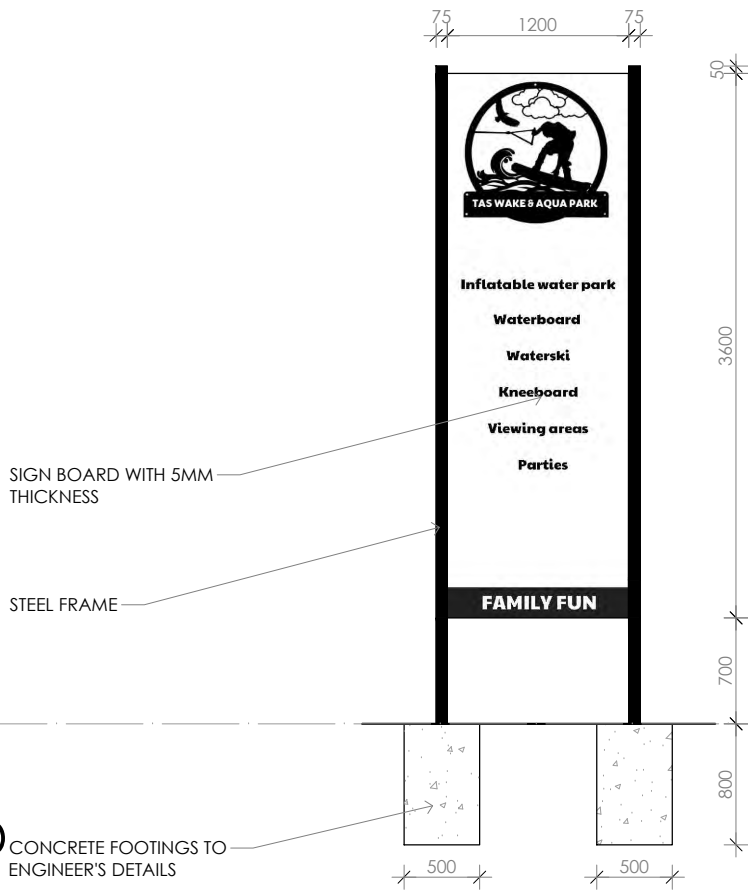 75
1200
75
50
TAS WAKE & AQUA PARK
Inflatable water park
Waterboard
Waterski
3600
Kneeboard
Viewing areas
Parties
SIGN BOARD WITH 5MM
THICKNESS
STEEL FRAME
FAMILY FUN
700
800
CONCRETE FOOTINGS TO
ENGINEER'S DETAILS
500
500